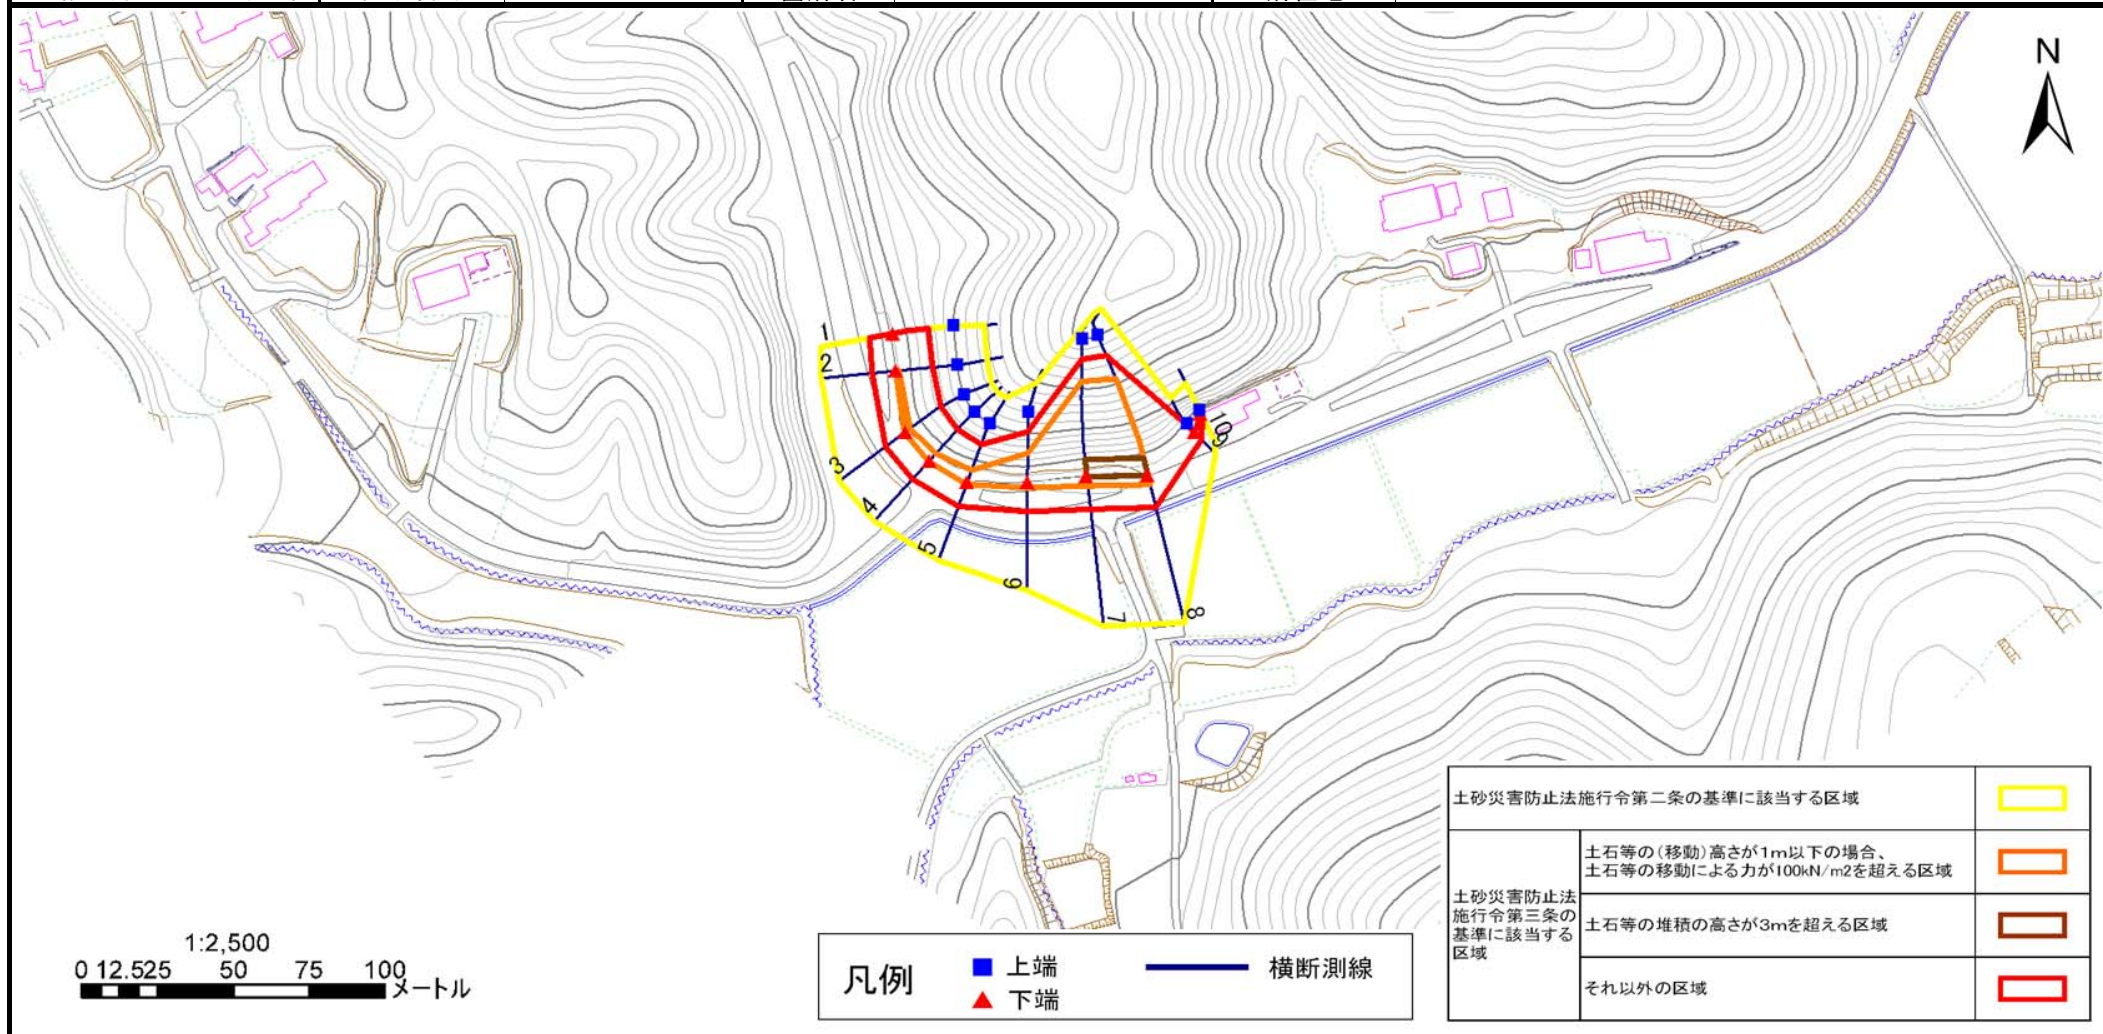 N
1
2
3
4
5
6
7
8
9
10
土砂災害防止法施行令第二条の基準に該当する区域
土砂災害防止法
施行令第三条の
基準に該当する
区域
土石等の(移動)高さが1m以下の場合、
土石等の移動による力が100kN/m2を超える区域
土石等の堆積の高さが3mを超える区域
それ以外の区域
1:2,500
0 12.525 50 75 100
メートル
凡例
上端
下端
横断測線